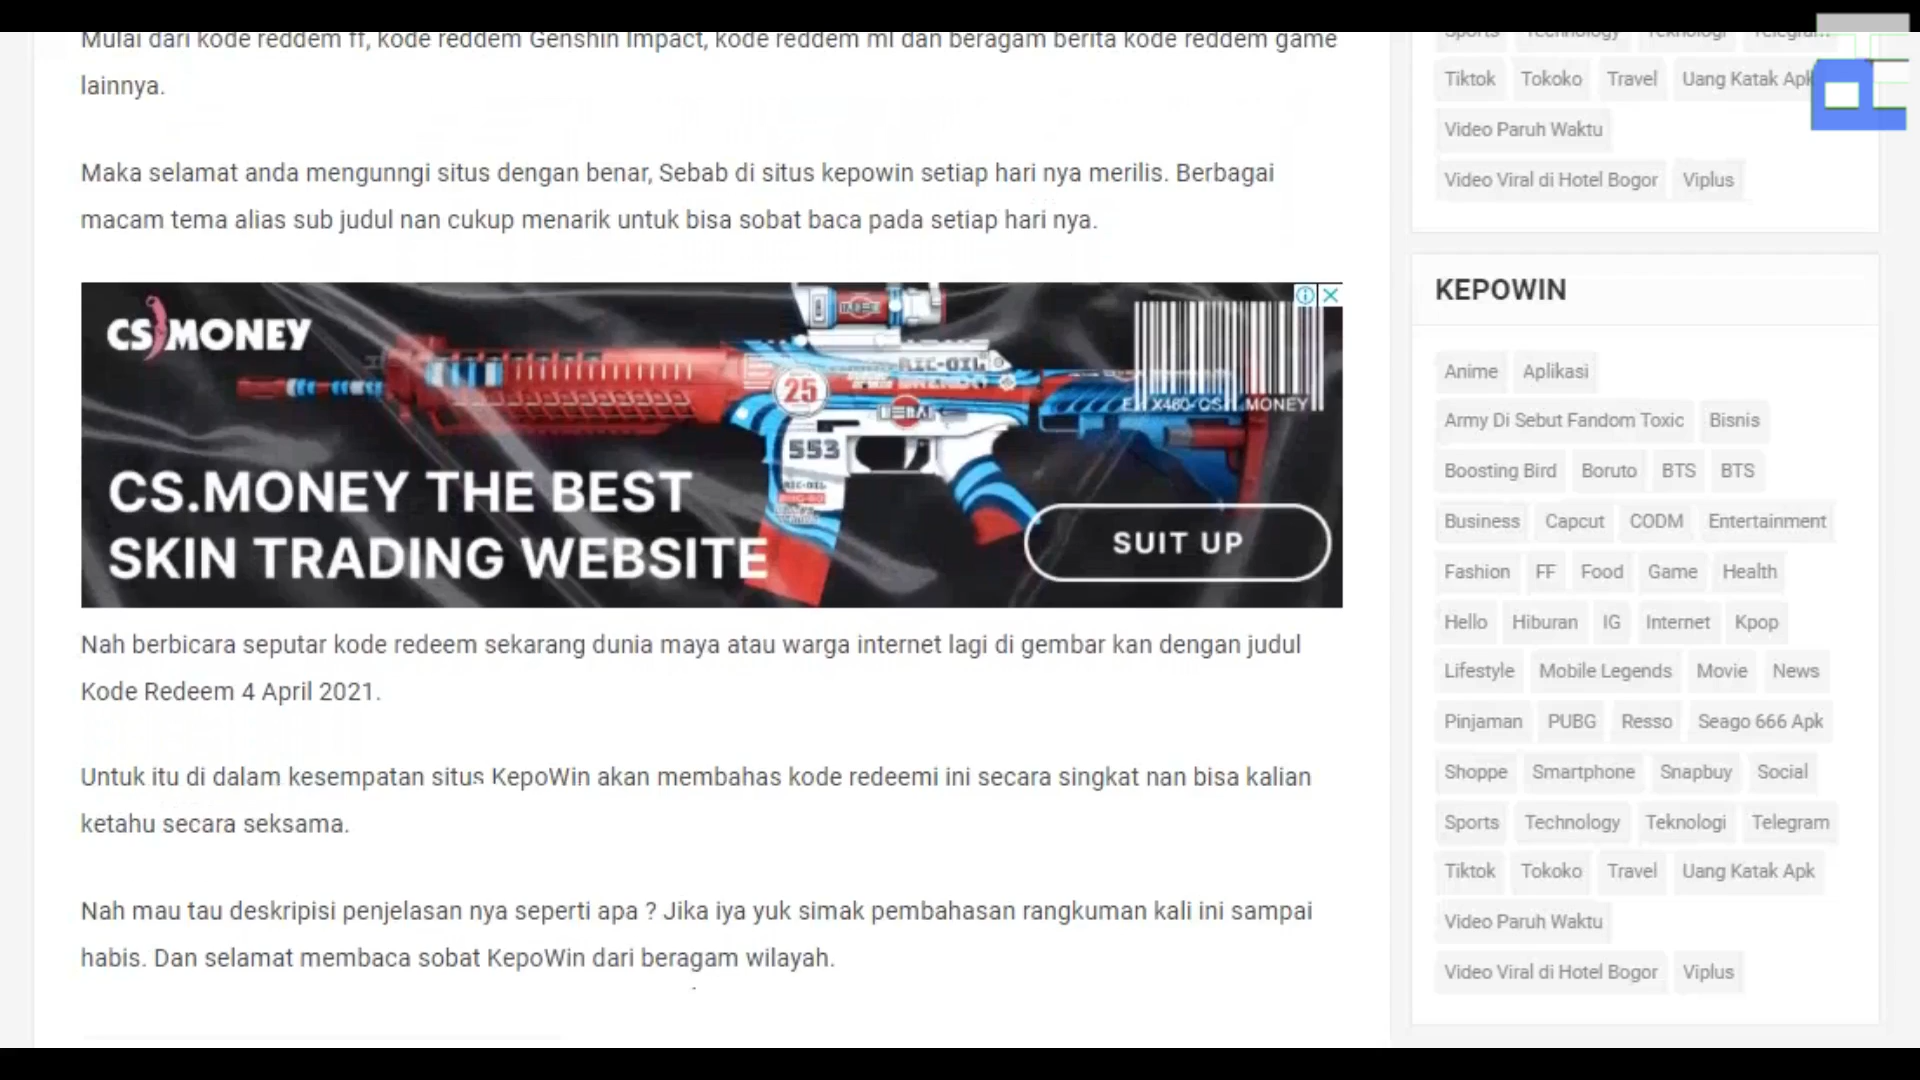 Mulai dari kode reddem ff, kode reddem Genshin Impact, kode reddem ml dan beragam berita kode reddem game
lainnya.
Maka selamat anda mengunngi situs dengan benar, Sebab di situs kepowin setiap hari nya merilis. Berbagai
macam tema alias sub judul nan cukup menarik untuk bisa sobat baca pada setiap hari nya.
CS MONEY
25
553
CS.MONEY THE BEST
SKIN TRADING WEBSITE
SUIT UP
Nah berbicara seputar kode redeem sekarang dunia maya atau warga internet lagi di gembar kan dengan judul
Kode Redeem 4 April 2021.
Untuk itu di dalam kesempatan situs KepoWin akan membahas kode redeemi ini secara singkat nan bisa kalian
ketahu secara seksama.
Nah mau tau deskripisi penjelasan nya seperti apa ? Jika iya yuk simak pembahasan rangkuman kali ini sampai
habis. Dan selamat membaca sobat KepoWin dari beragam wilayah.
Sports Technology Teknologi Telegram
Tiktok Tokoko Travel Uang Katak Apk
Video Paruh Waktu
Video Viral di Hotel Bogor Viplus
KEPOWIN
Anime Aplikasi
Army Di Sebut Fandom Toxic Bisnis
Boosting Bird Boruto BTS BTS
Business Capcut CODM Entertainment
Fashion FF Food Game Health
Hello Hiburan IG Internet Kpop
Lifestyle Mobile Legends Movie News
Pinjaman PUBG Resso Seago 666 Apk
Shoppe Smartphone Snapbuy Social
Sports Technology Teknologi Telegram
Tiktok Tokoko Travel Uang Katak Apk
Video Paruh Waktu
Video Viral di Hotel Bogor Viplus